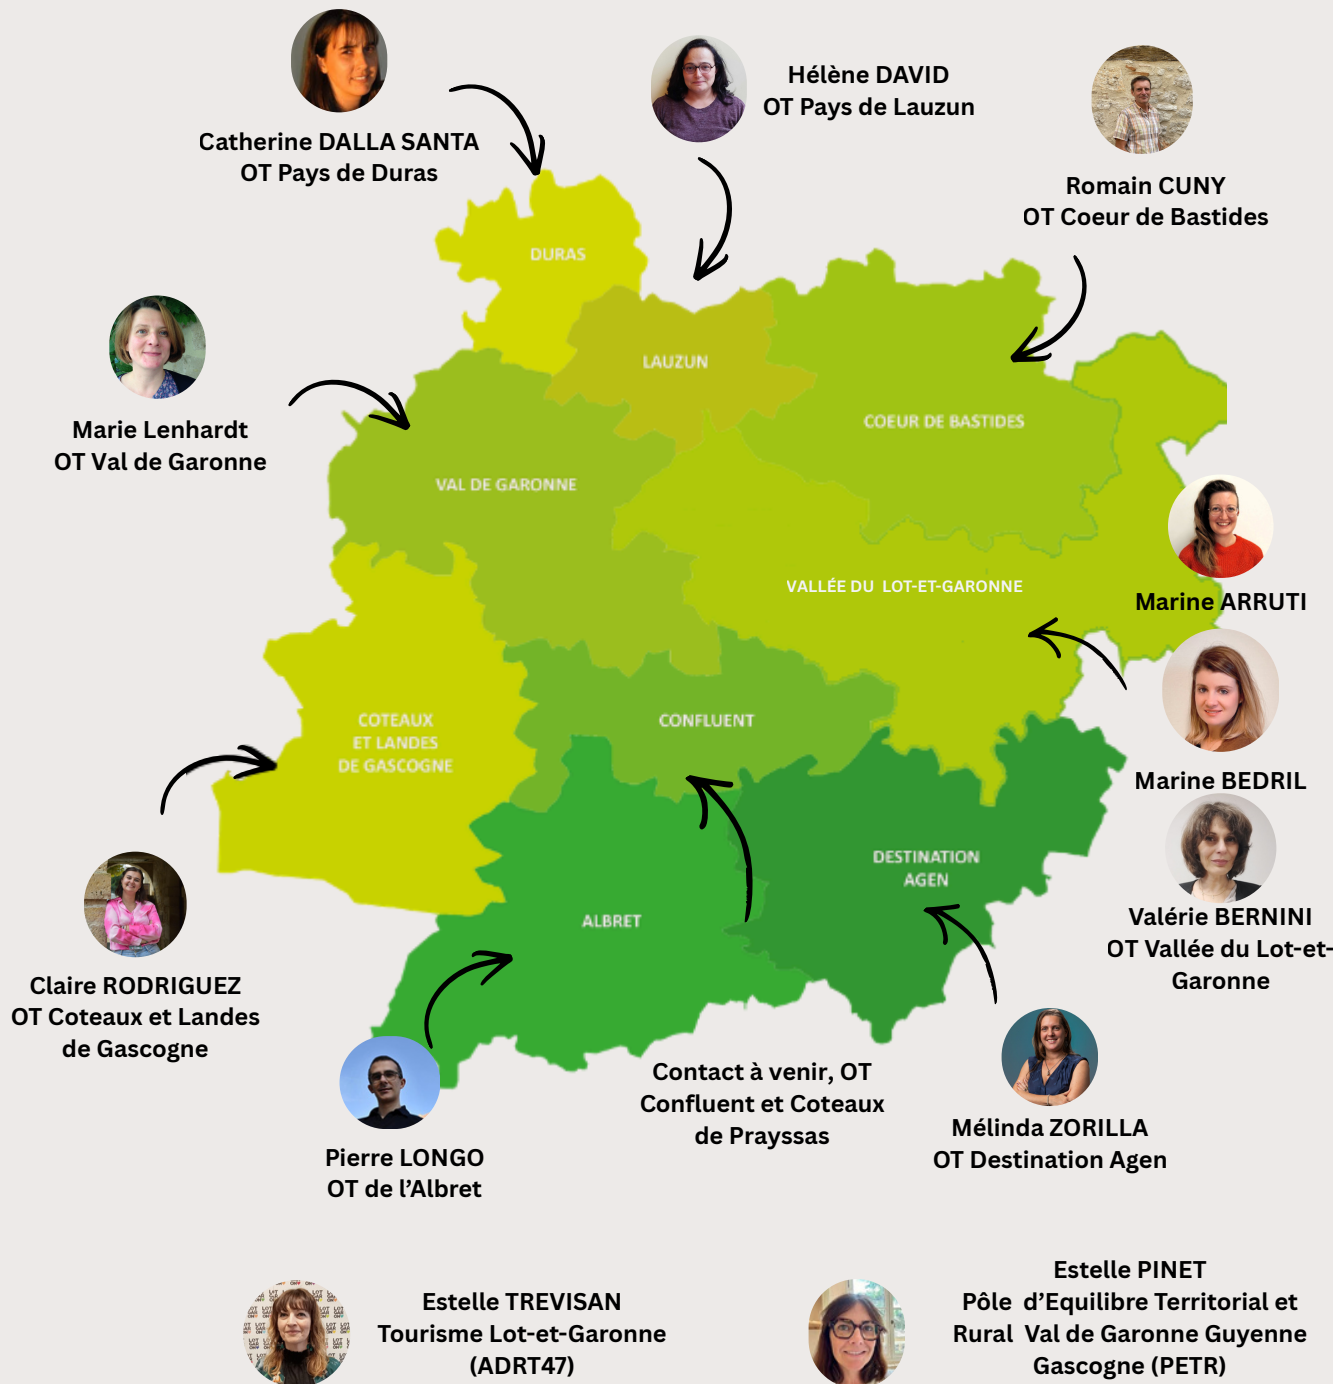 Catherine DALLA SANTA
OT Pays de Duras
Hélène DAVID
OT Pays de Lauzun
Romain CUNY
OT Coeur de Bastides
DURAS
LAUZUN
Marie Lenhardt
OT Val de Garonne
COEUR DE BASTIDES
VAL DE GARONNE
VALLÉE DU LOT-ET-GARONNE
Marine ARRUTI
COTEAUX
ET LANDES
DE GASCOGNE
CONFLUENT
Marine BEDRIL
DESTINATION
AGEN
ALBRET
Valérie BERNINI
OT Vallée du Lot-et-
Garonne
Claire RODRIGUEZ
OT Coteaux et Landes
de Gascogne
Contact à venir, OT
Confluent et Coteaux
de Prayssas
Mélinda ZORILLA
OT Destination Agen
Pierre LONGO
OT de l’Albret
Estelle TREVISAN
Tourisme Lot-et-Garonne
(ADRT47)
Estelle PINET
Pôle d’Equilibre Territorial et
Rural Val de Garonne Guyenne
Gascogne (PETR)